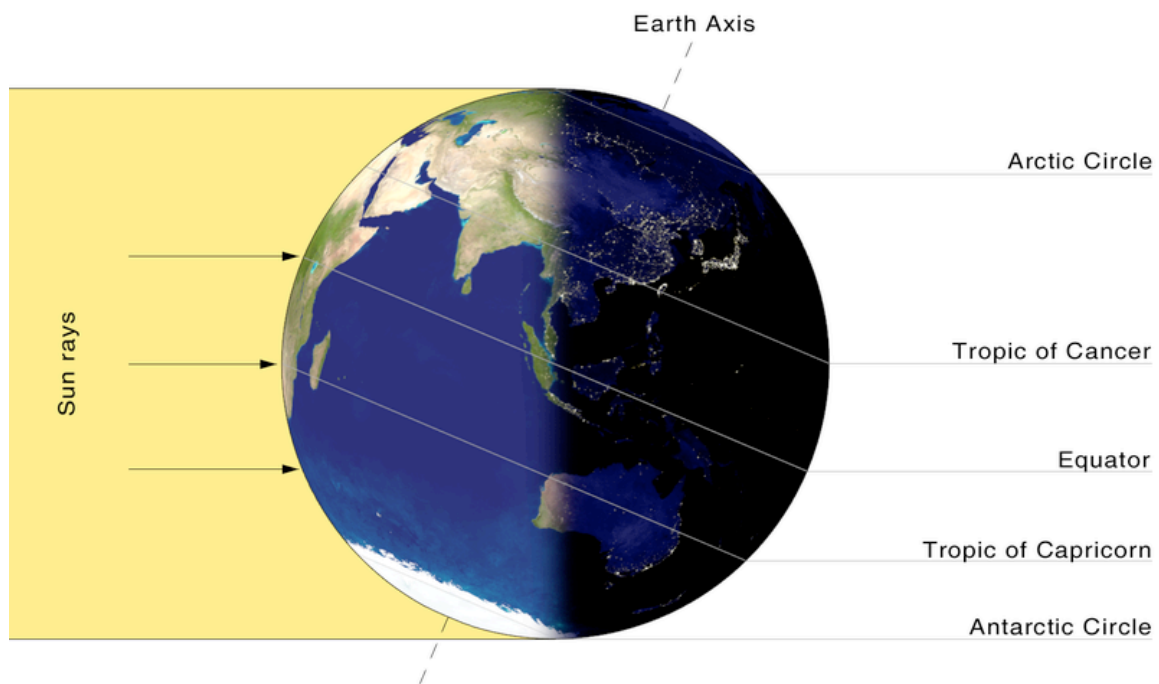 Earth Axis
Arctic Circle
Tropic of Cancer
Sun rays
Equator
Tropic of Capricorn
Antarctic Circle